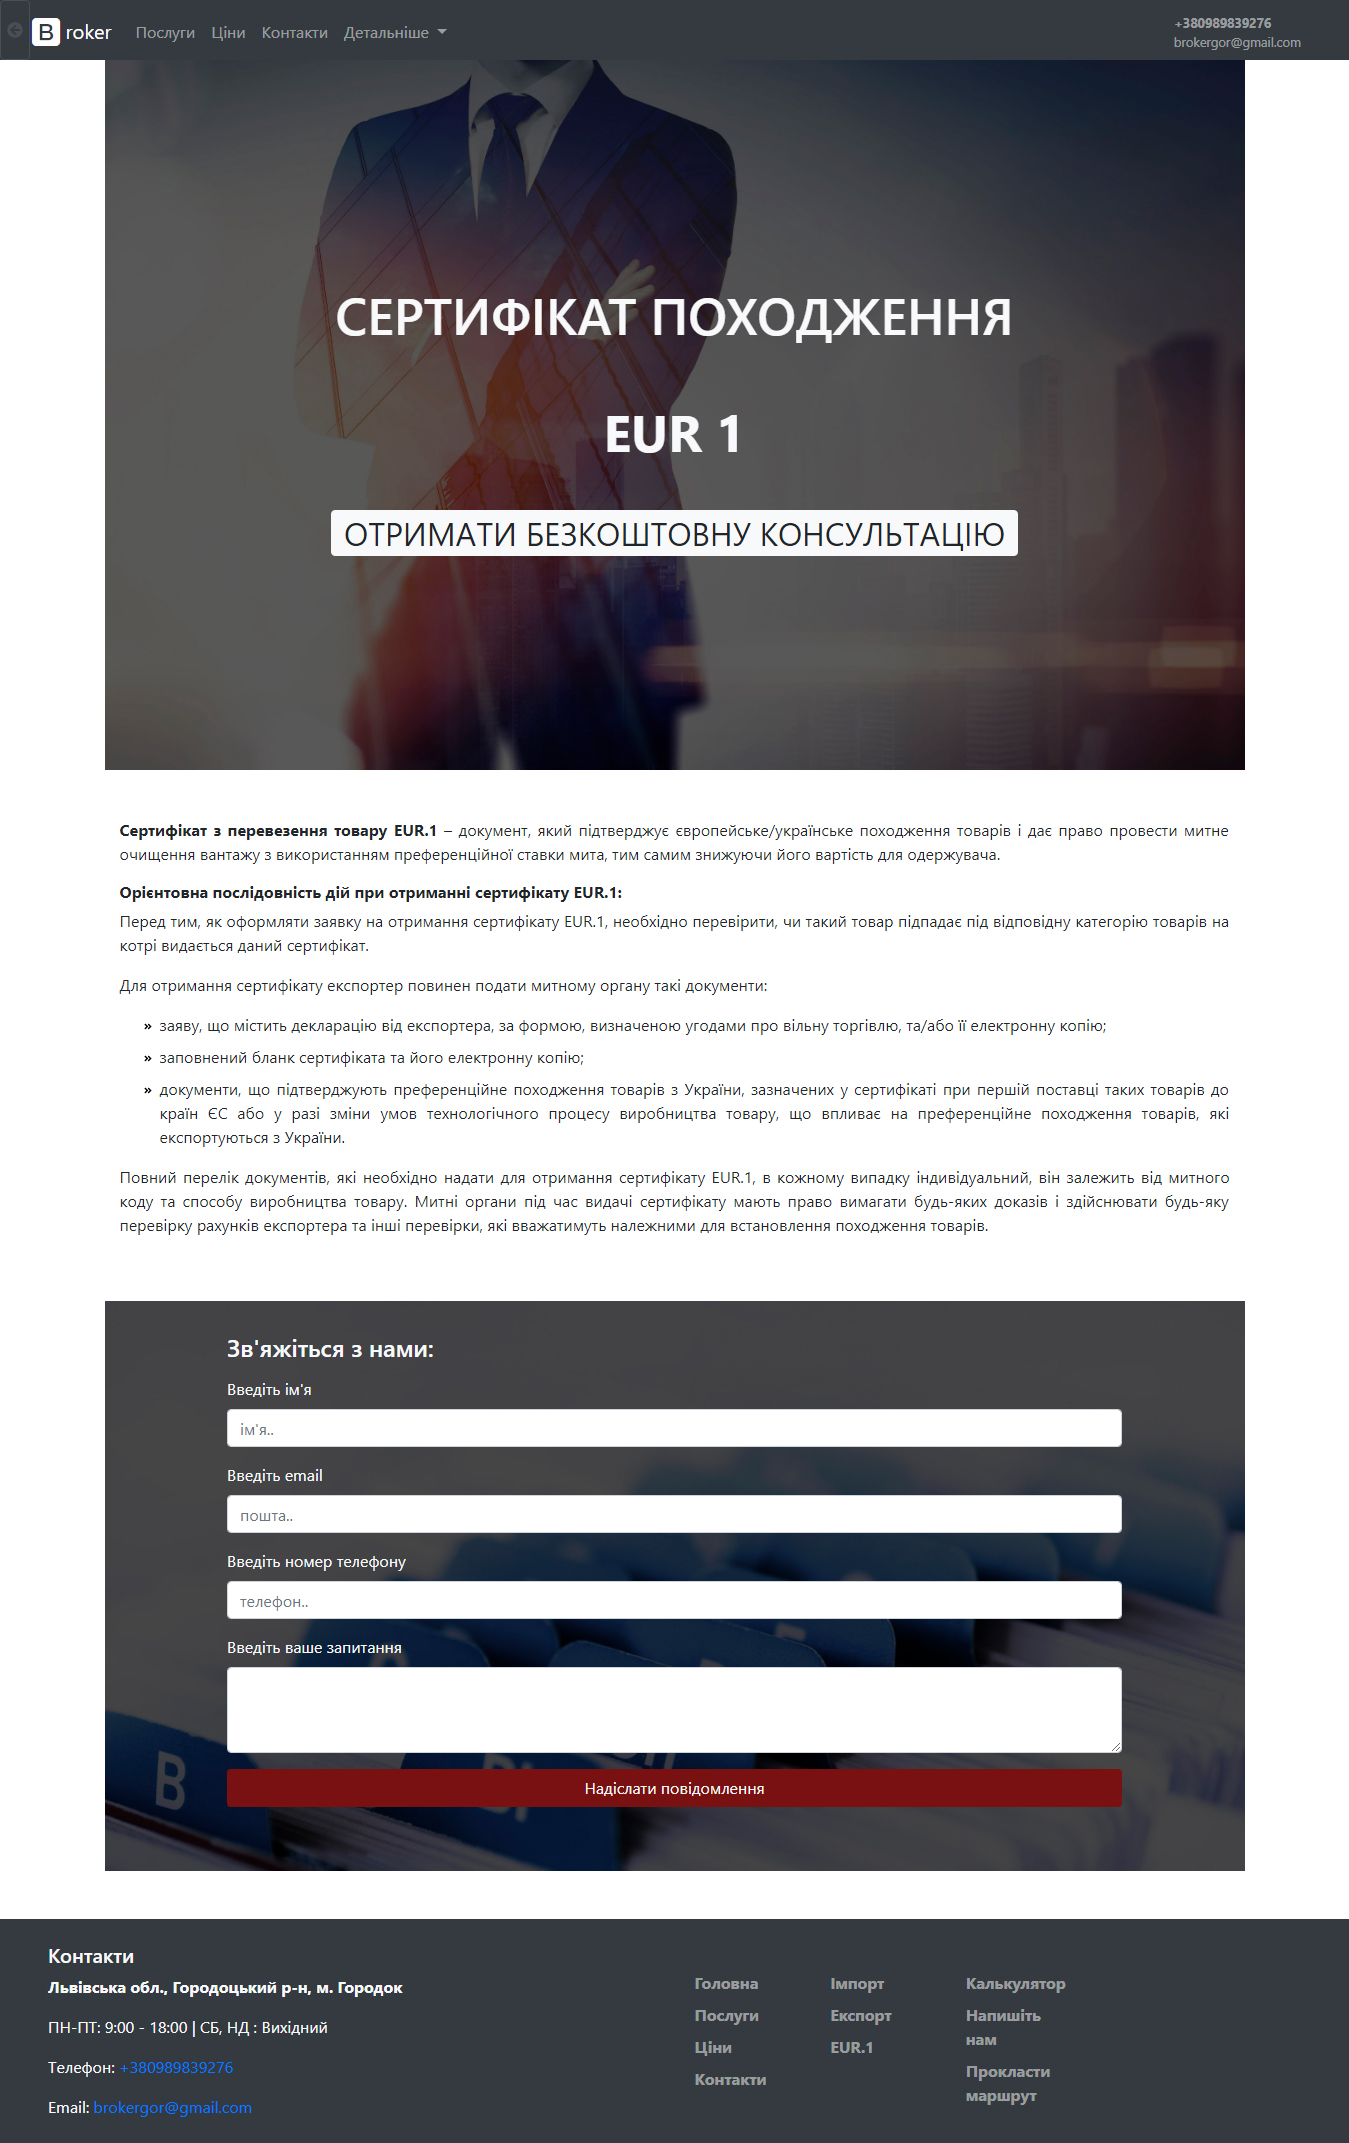 B roker Послуги Ціни Контакти Детальніше
+380989839276
brokergor@gmail.com
СЕРТИФІКАТ ПОХОДЖЕННЯ
EUR 1
ОТРИМАТИ БЕЗКОШТОВНУ КОНСУЛЬТАЦІЮ
Сертифікат з перевезення товару EUR.1 – документ, який підтверджує європейське/українське походження товарів і дає право провести митне
очищення вантажу з використанням преференційної ставки мита, тим самим знижуючи його вартість для одержувача.
Орієнтовна послідовність дій при отриманні сертифікату EUR.1:
Перед тим, як оформляти заявку на отримання сертифікату EUR.1, необхідно перевірити, чи такий товар підпадає під відповідну категорію товарів на
котрі видається даний сертифікат.
Для отримання сертифікату експортер повинен подати митному органу такі документи:
» заяву, що містить декларацію від експортера, за формою, визначеною угодами про вільну торгівлю, та/або її електронну копію;
» заповнений бланк сертифіката та його електронну копію;
» документи, що підтверджують преференційне походження товарів з України, зазначених у сертифікаті при першій поставці таких товарів до
країн ЄС або у разі зміни умов технологічного процесу виробництва товару, що впливає на преференційне походження товарів, які
експортуються з України.
Повний перелік документів, які необхідно надати для отримання сертифікату EUR.1, в кожному випадку індивідуальний, він залежить від митного
коду та способу виробництва товару. Митні органи під час видачі сертифікату мають право вимагати будь-яких доказів і здійснювати будь-яку
перевірку рахунків експортера та інші перевірки, які вважатимуть належними для встановлення походження товарів.
Зв'яжіться з нами:
Введіть ім'я
ім'я..
Введіть email
пошта..
Введіть номер телефону
телефон..
Введіть ваше запитання
B
Надіслати повідомлення
Контакти
Львівська обл., Городоцький р-н, м. Городок
ПН-ПТ: 9:00 - 18:00 | СБ, НД : Вихідний
Телефон: +380989839276
Email: brokergor@gmail.com
Головна
Послуги
Ціни
Контакти
Імпорт
Експорт
EUR.1
Калькулятор
Напишіть
нам
Прокласти
маршрут